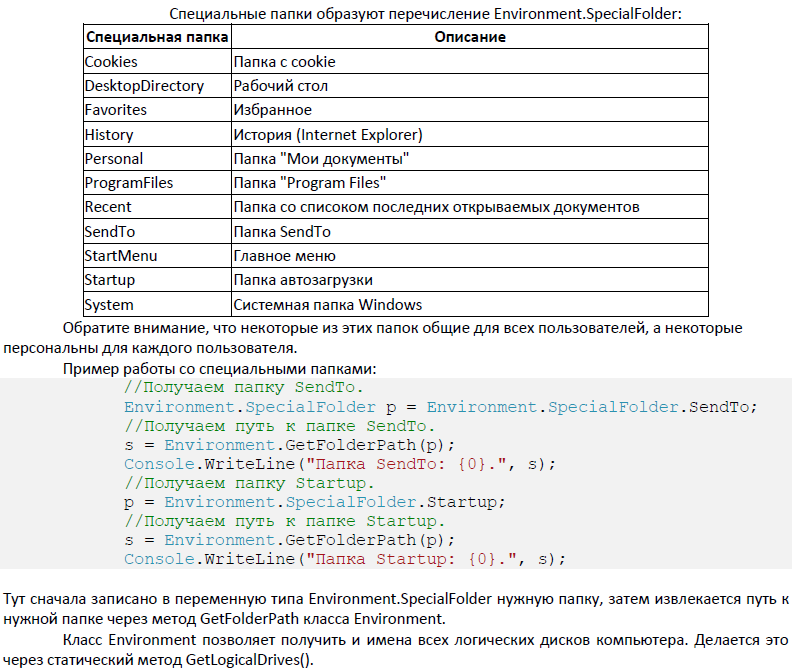 Специальные папки образуют перечисление Environment.SpecialFolder:
Специальная папка Описание
Cookies Папка с cookie
DesktopDirectory Рабочий стол
Favorites Избранное
History История (Internet Explorer)
Personal Папка "Мои документы"
ProgramFiles Папка "Program Files"
Recent Папка со списоком последних открываемых документов
SendTo Папка SendTo
StartMenu Главное меню
Startup Папка автозагрузки
System Системная папка Windows
Обратите внимание, что некоторые из этих папок общие для всех пользователей, а некоторые
персональны для каждого пользователя.
Пример работы со специальными папками:
//Получаем папку SendTo.
Environment.SpecialFolder p = Environment.SpecialFolder.SendTo;
//Получаем путь к папке SendTo.
s = Environment.GetFolderPath(p);
Console.WriteLine("Папка SendTo: {0}.", s);
//Получаем папку Startup.
p = Environment.SpecialFolder.Startup;
//Получаем путь к папке Startup.
s = Environment.GetFolderPath(p);
Console.WriteLine("Папка Startup: {0}.", s);
Тут сначала записано в переменную типа Environment.SpecialFolder нужную папку, затем извлекается путь к
нужной папке через метод GetFolderPath класса Environment.
Класс Environment позволяет получить и имена всех логических дисков компьютера. Делается это
через статический метод GetLogicalDrives().